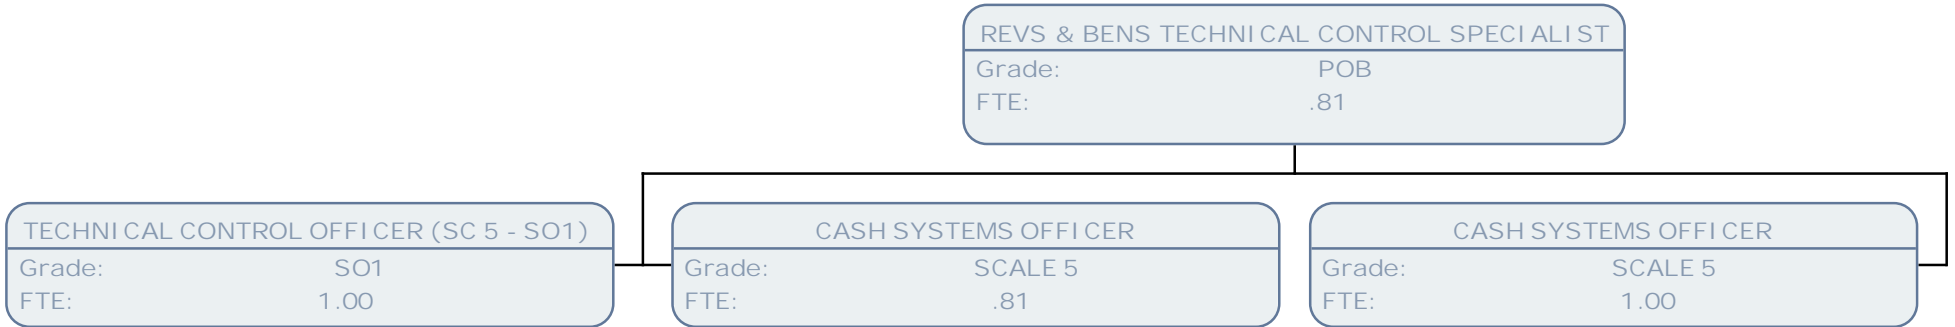 REVS & BENS TECHNICAL CONTROL SPECIALIST
Grade: POB
FTE: .81
TECHNICAL CONTROL OFFICER (SC 5 - SO1)
Grade: SO1
FTE: 1.00
CASH SYSTEMS OFFICER
Grade: SCALE 5
FTE: .81
CASH SYSTEMS OFFICER
Grade: SCALE 5
FTE: 1.00